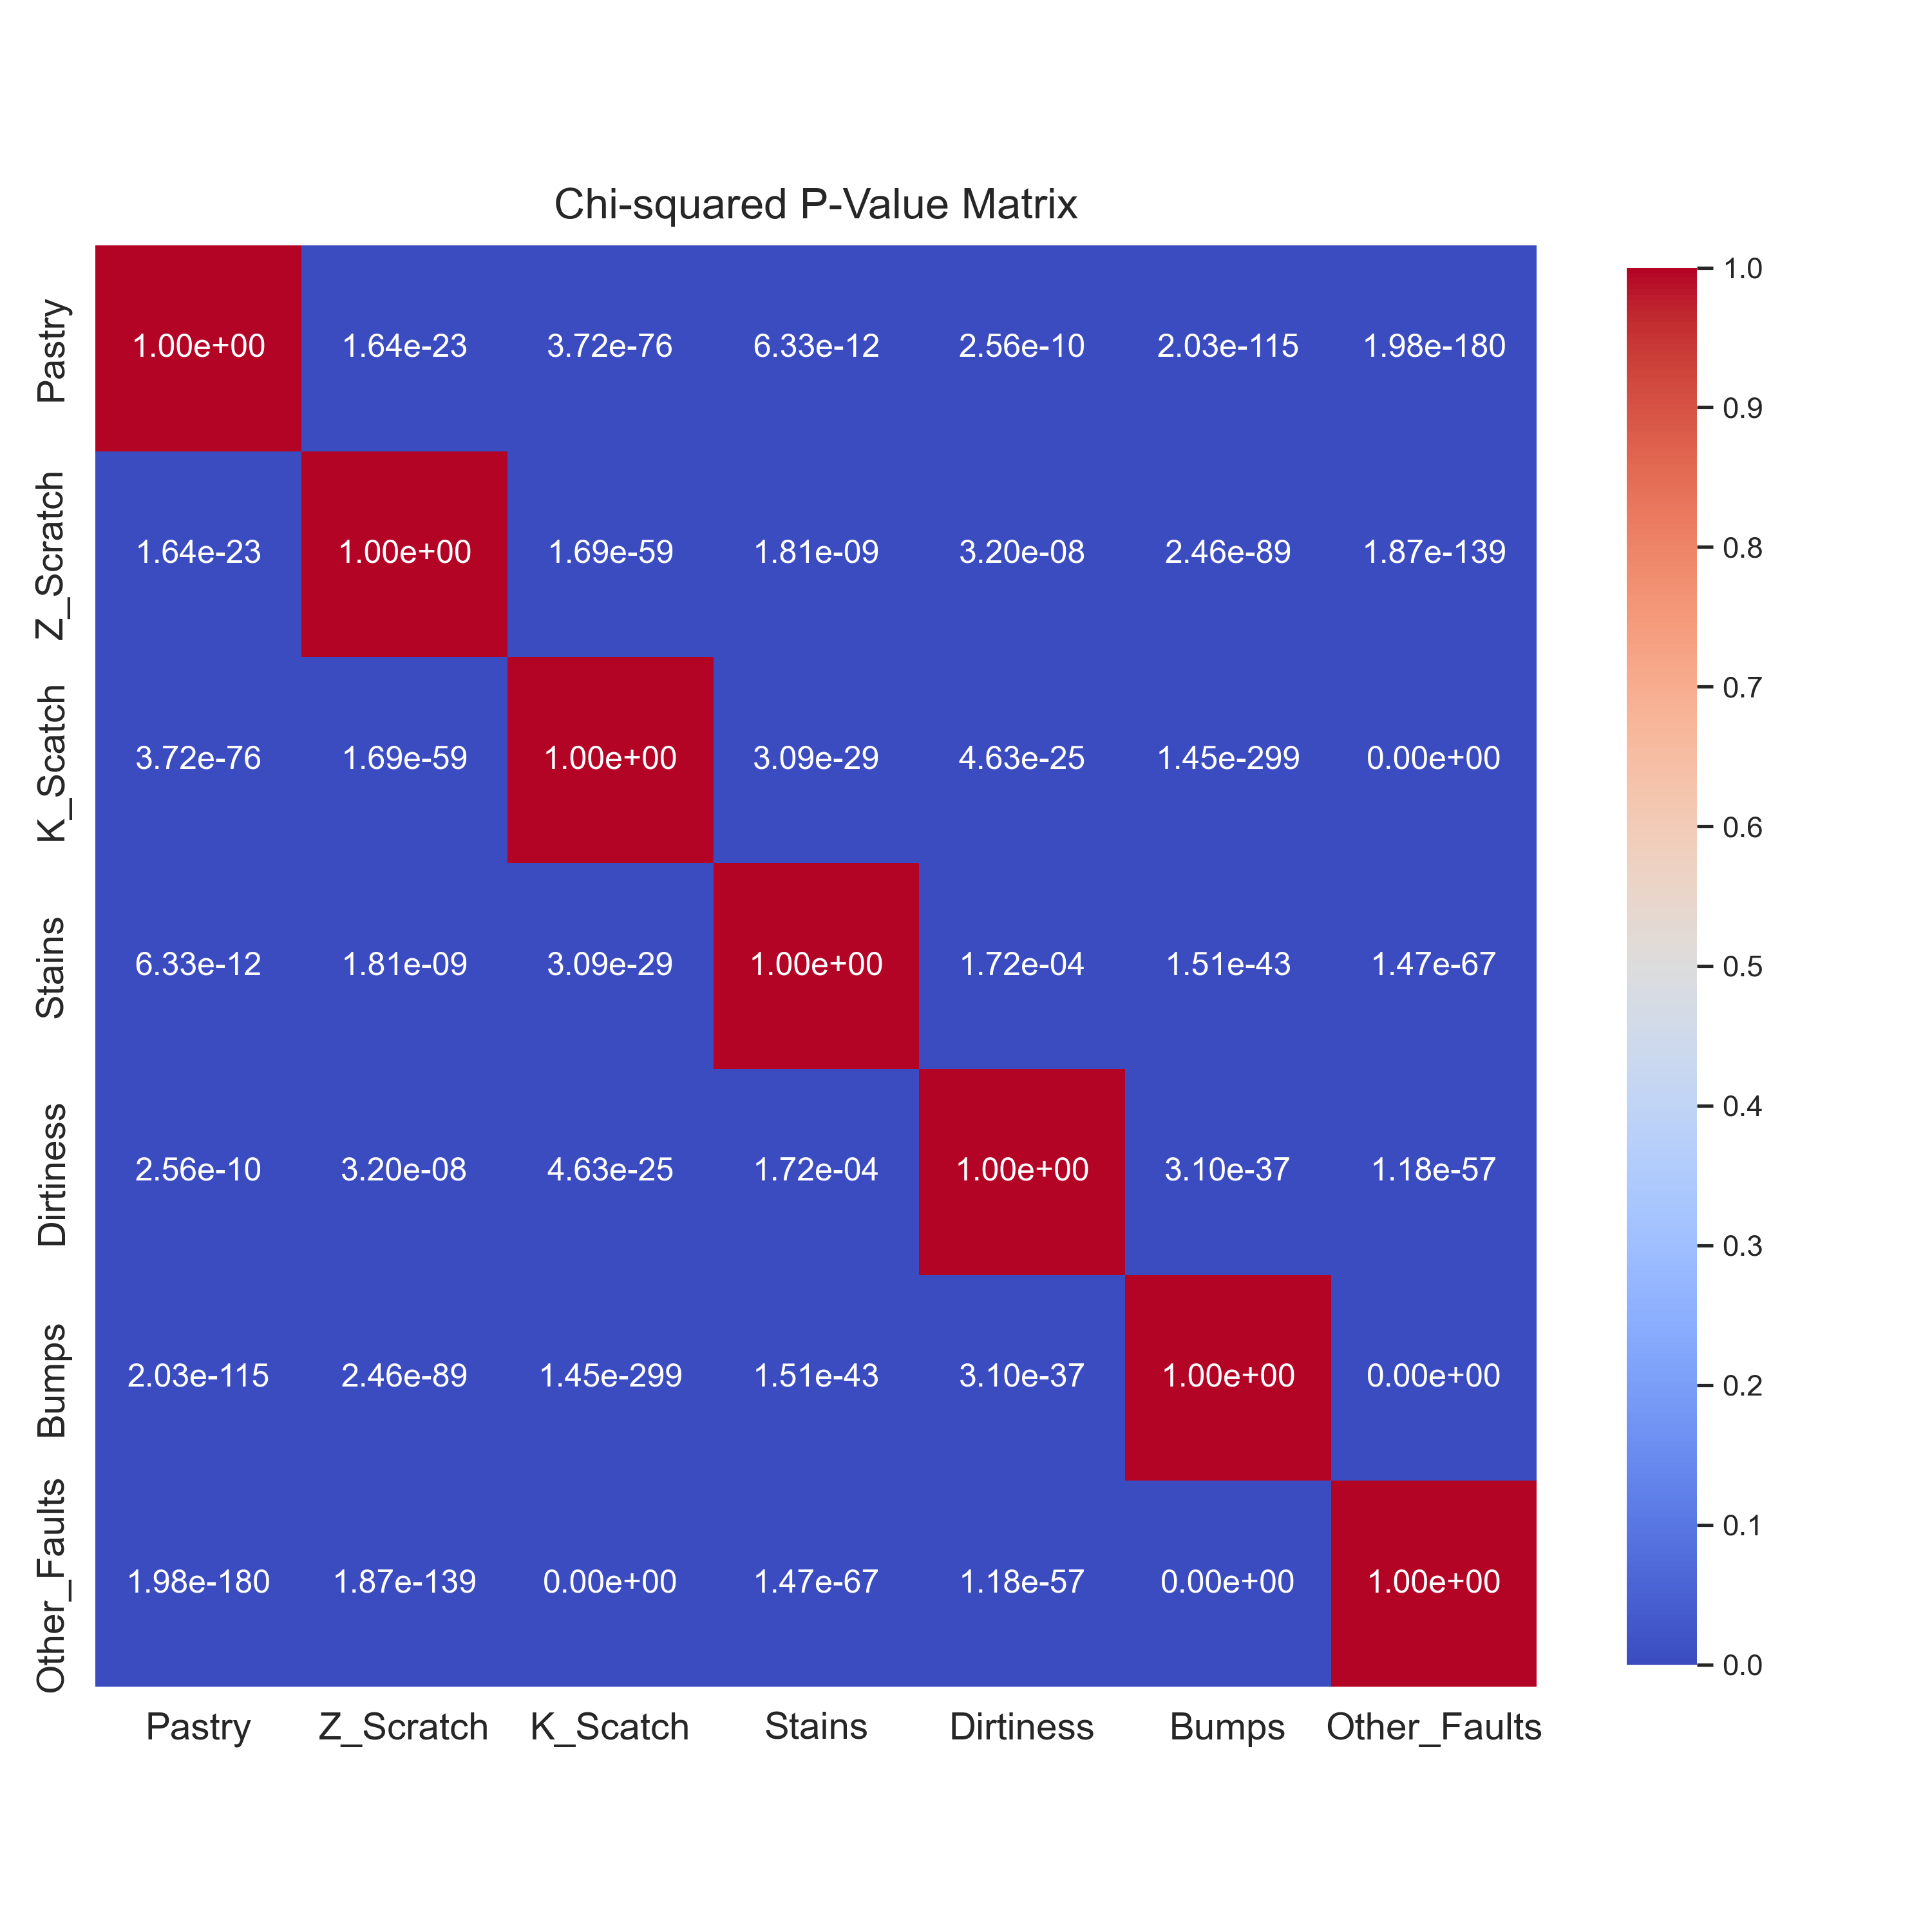 Chi-squared P-Value Matrix
Pastry 1.00e+00 1.64e-23 3.72e-76 6.33e-12 2.56e-10 2.03e-115 1.98e-180
Z_Scratch 1.64e-23 1.00e+00 1.69e-59 1.81e-09 3.20e-08 2.46e-89 1.87e-139
K_Scatch 3.72e-76 1.69e-59 1.00e+00 3.09e-29 4.63e-25 1.45e-299 0.00e+00
Stains 6.33e-12 1.81e-09 3.09e-29 1.00e+00 1.72e-04 1.51e-43 1.47e-67
Dirtiness 2.56e-10 3.20e-08 4.63e-25 1.72e-04 1.00e+00 3.10e-37 1.18e-57
Bumps 2.03e-115 2.46e-89 1.45e-299 1.51e-43 3.10e-37 1.00e+00 0.00e+00
Other_Faults 1.98e-180 1.87e-139 0.00e+00 1.47e-67 1.18e-57 0.00e+00 1.00e+00
Pastry Z_Scratch K_Scatch Stains Dirtiness Bumps Other_Faults
1.0
0.9
0.8
0.7
0.6
0.5
0.4
0.3
0.2
0.1
0.0